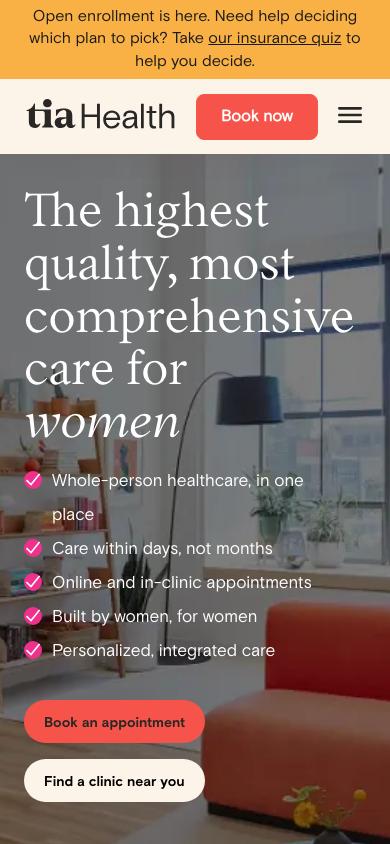 Open enrollment is here. Need help deciding
which plan to pick? Take our insurance quiz to
help you decide.
tia Health
Book now
The highest
quality, most
comprehensive
care for
women
Whole-person healthcare, in one
place
Care within days, not months
Online and in-clinic appointments
Built by women, for women
Personalized, integrated care
Book an appointment
Find a clinic near you